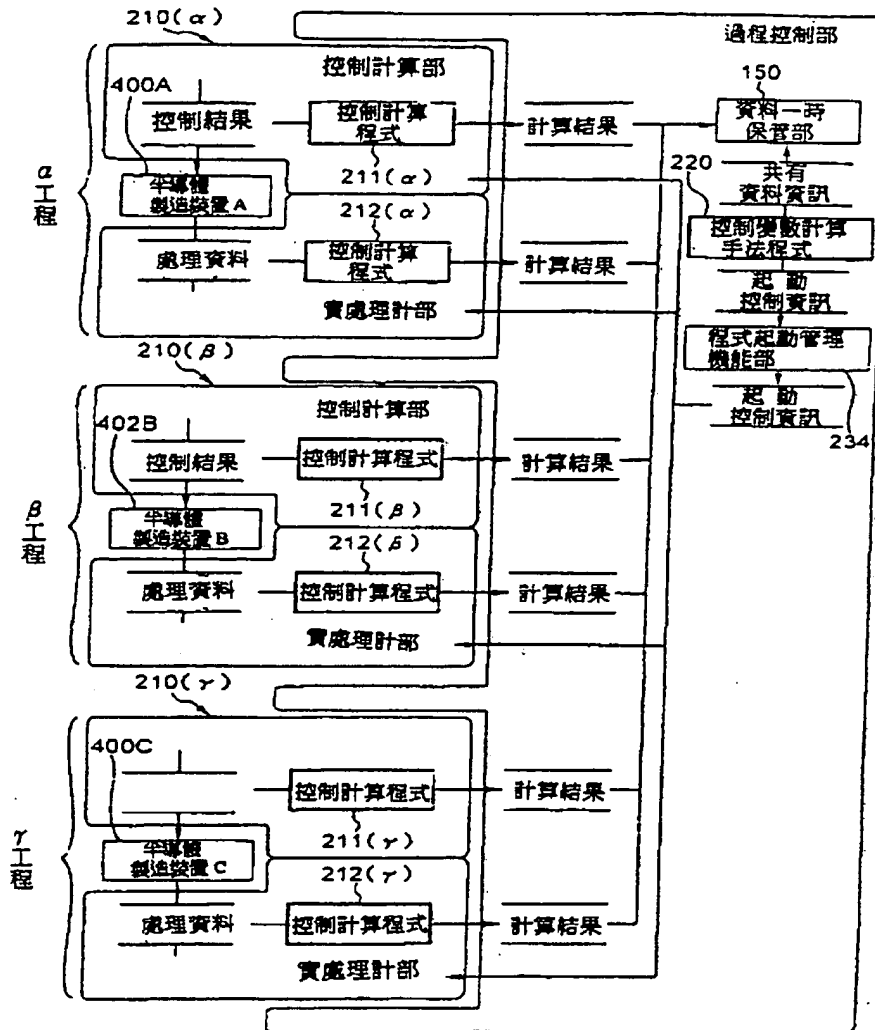 210(α)
過程控制部
控制計算部
400A
150
控制結果
控制計算
程式
計算結果
資料一時
保管部
α工程
半導體
製造裝置 A
211(α)
共有
資料資訊
212(α)
220
控制變數計算
手法程式
處理資料
控制計算
程式
計算結果
起動
控制資訊
實處理計部
程式起動管理
機能部
210(β)
起動
控制資訊
控制計算部
402B
234
控制結果
控制計算程式
計算結果
β工程
半導體
製造裝置 B
211(β)
212(β)
處理資料
控制計算程式
計算結果
實處理計部
210(γ)
400C
控制計算程式
計算結果
γ工程
半導體
製造裝置 C
211(γ)
212(γ)
處理資料
控制計算程式
計算結果
實處理計部